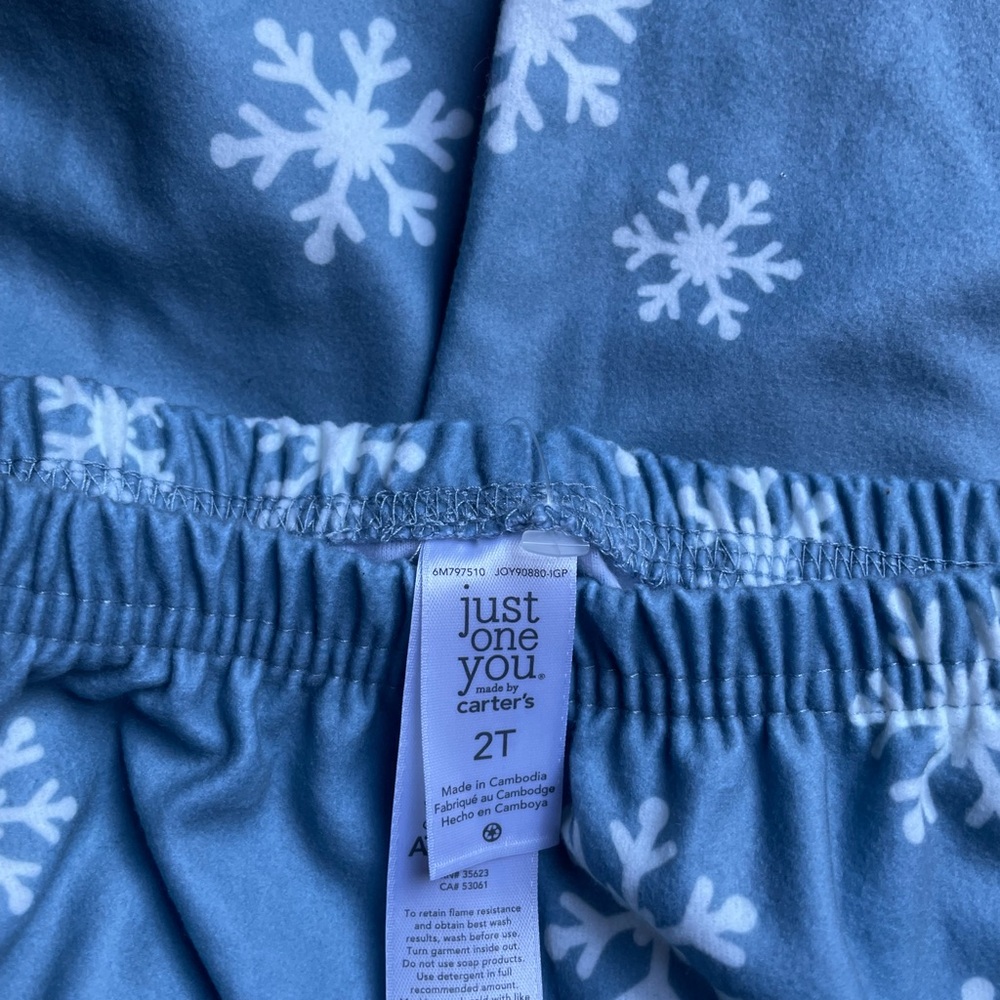 6M797510 JOY90880-IGP
just
one
you®
made by
carter's
2T
Made in Cambodia
Fabriqué au Cambodge
Hecho en Camboya
35623
CA# 53061
To retain flame resistance
and obtain best wash
results, wash before use.
Turn garment inside out.
Do not use soap products.
Use detergent in full
recommended amount.
with like